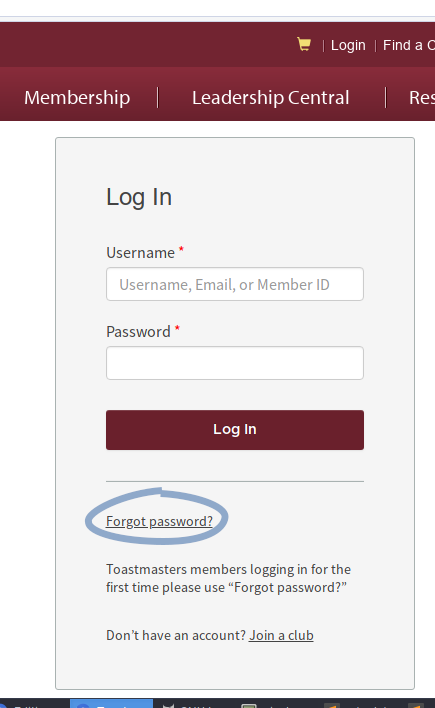 Login | Find a
Membership | Leadership Central
Log In
Username *
Username, Email, or Member ID
Password *
Log In
Forgot password?
Toastmasters members logging in for the
first time please use “Forgot password?”
Don’t have an account? Join a club